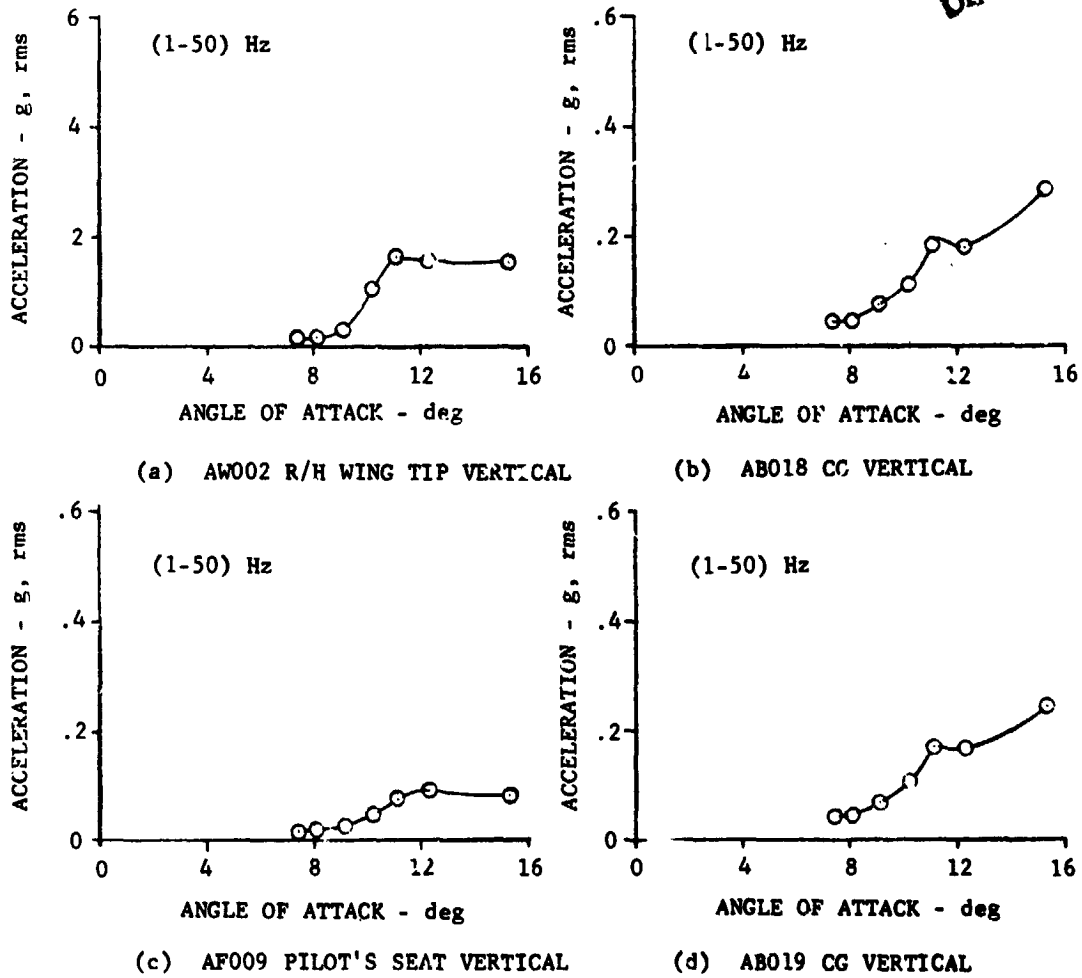 6
4
2
0
ACCELERATION - g, rms
(1-50) Hz
0 4 8 12 16
ANGLE OF ATTACK - deg
(a) AW002 R/H WING TIP VERTICAL
.6
.4
.2
0
ACCELERATION - g, rms
(1-50) Hz
0 4 8 12 16
ANGLE OF ATTACK - deg
(b) AB018 CG VERTICAL
.6
.4
.2
0
ACCELERATION - g, rms
(1-50) Hz
0 4 8 12 16
ANGLE OF ATTACK - deg
(c) AF009 PILOT'S SEAT VERTICAL
.6
.4
.2
0
ACCELERATION - g, rms
(1-50) Hz
0 4 8 12 16
ANGLE OF ATTACK - deg
(d) AB019 CG VERTICAL